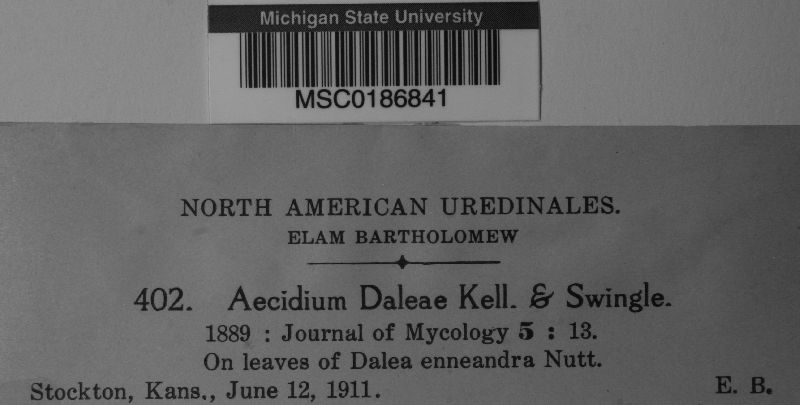 Michigan State University
MSC0186841
NORTH AMERICAN UREDINALES.
ELAM BARTHOLOMEW
402. Aecidium Daleae Kell. & Swingle.
1889 : Journal of Mycology 5 : 13.
On leaves of Dalea enneandra Nutt.
Stockton, Kans., June 12, 1911. E. B.